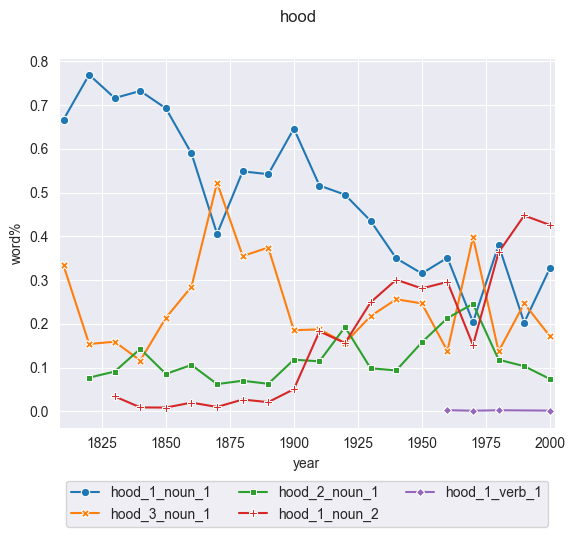 hood
0.8
0.7
0.6
0.5
0.4
0.3
0.2
0.1
0.0
word%
1825 1850 1875 1900 1925 1950 1975 2000
year
hood_1_noun_1 hood_2_noun_1 hood_1_verb_1
hood_3_noun_1 hood_1_noun_2